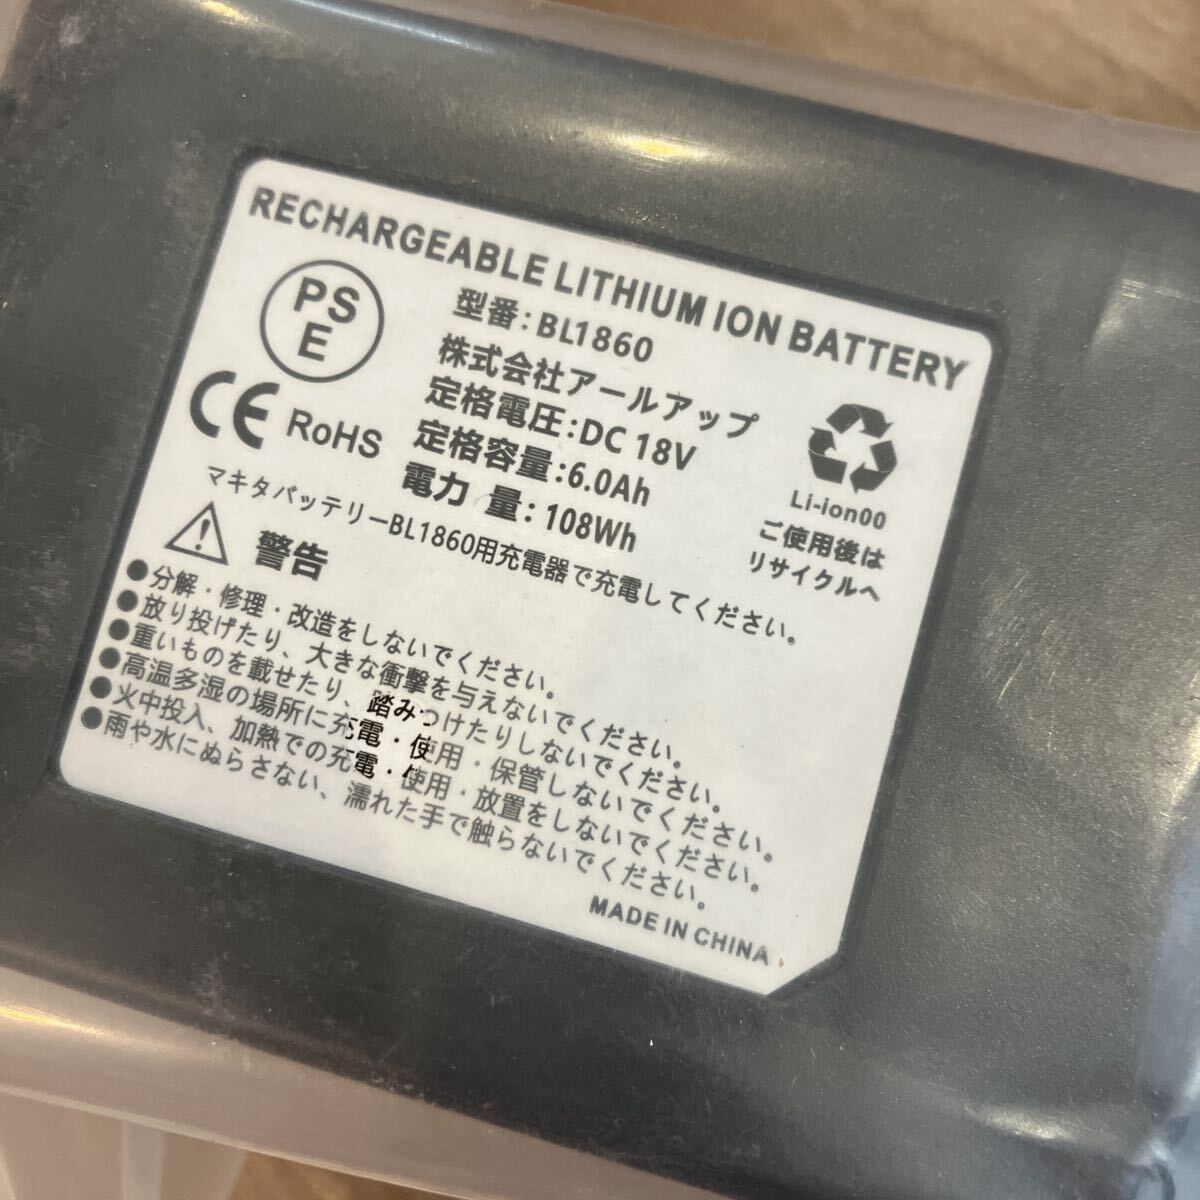 RECHARGEABLE LITHIUM ION BATTERY
PS
E
型番:BL1860
株式会社アールアップ
定格電圧:DC 18V
定格容量:6.0Ah
電力 量:108Wh
CE RoHS
Li-ion00
ご使用後は
リサイクルへ
マキタバッテリーBL1860用充電器で充電してください。
警告
●分解・修理・改造をしないでください。
●放り投げたり、大きな衝撃を与えないでください。
●重いものを載せたり、踏みつけたりしないでください。
●高温多湿の場所に充電・使用・保管しないでください。
●火中投入、加熱での充電・使用・放置をしないでください。
●雨や水にぬらさない、濡れた手で触らないでください。
MADE IN CHINA